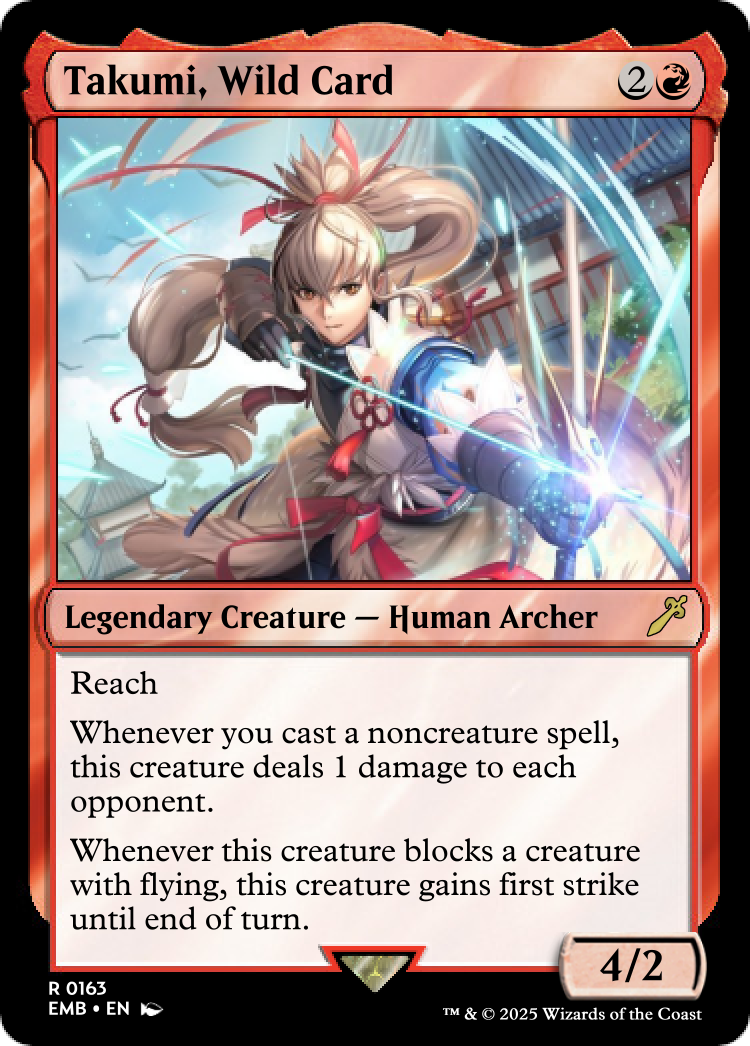 Takumi, Wild Card 2
Legendary Creature — Human Archer
Reach
Whenever you cast a noncreature spell,
this creature deals 1 damage to each
opponent.
Whenever this creature blocks a creature
with flying, this creature gains first strike
until end of turn.
4/2
R 0163
EMB • EN
™ & © 2025 Wizards of the Coast